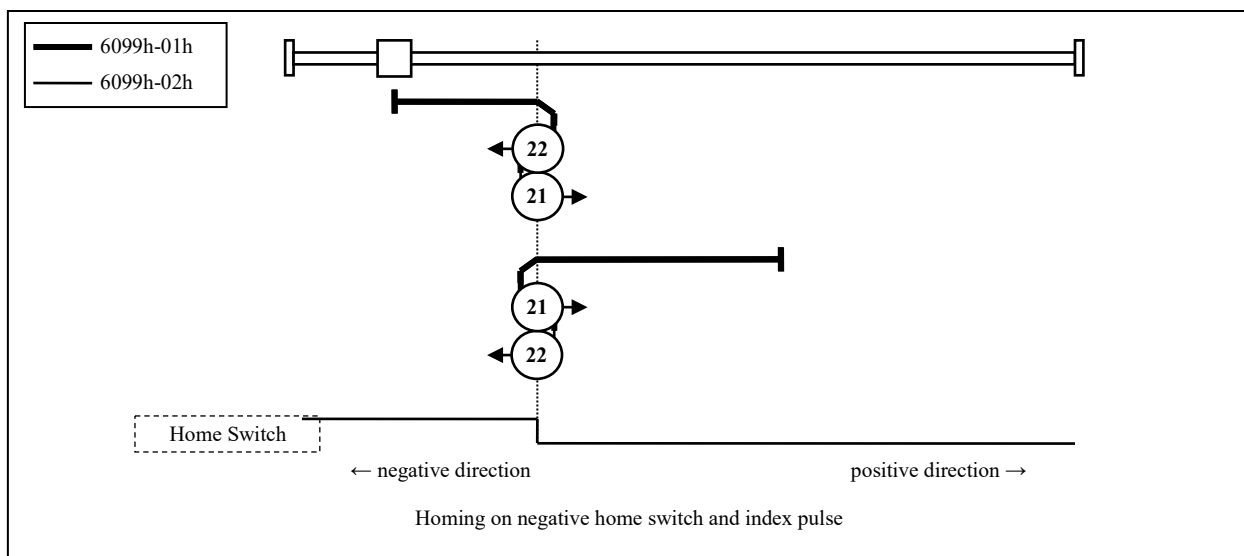 6099h-01h
6099h-02h
22
21
21
22
Home Switch
← negative direction
positive direction →
Homing on negative home switch and index pulse